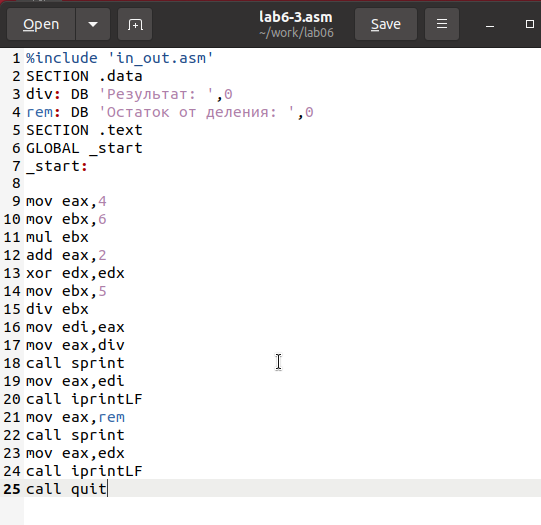 Open
lab6-3.asm
~/work/lab06
Save
1 %include 'in_out.asm'
2 SECTION .data
3 div: DB 'Результат: ',0
4 rem: DB 'Остаток от деления: ',0
5 SECTION .text
6 GLOBAL _start
7 _start:
8
9 mov eax,4
10 mov ebx,6
11 mul ebx
12 add eax,2
13 xor edx,edx
14 mov ebx,5
15 div ebx
16 mov edi,eax
17 mov eax,div
18 call sprint
19 mov eax,edi
20 call iprintLF
21 mov eax,rem
22 call sprint
23 mov eax,edx
24 call iprintLF
25 call quit